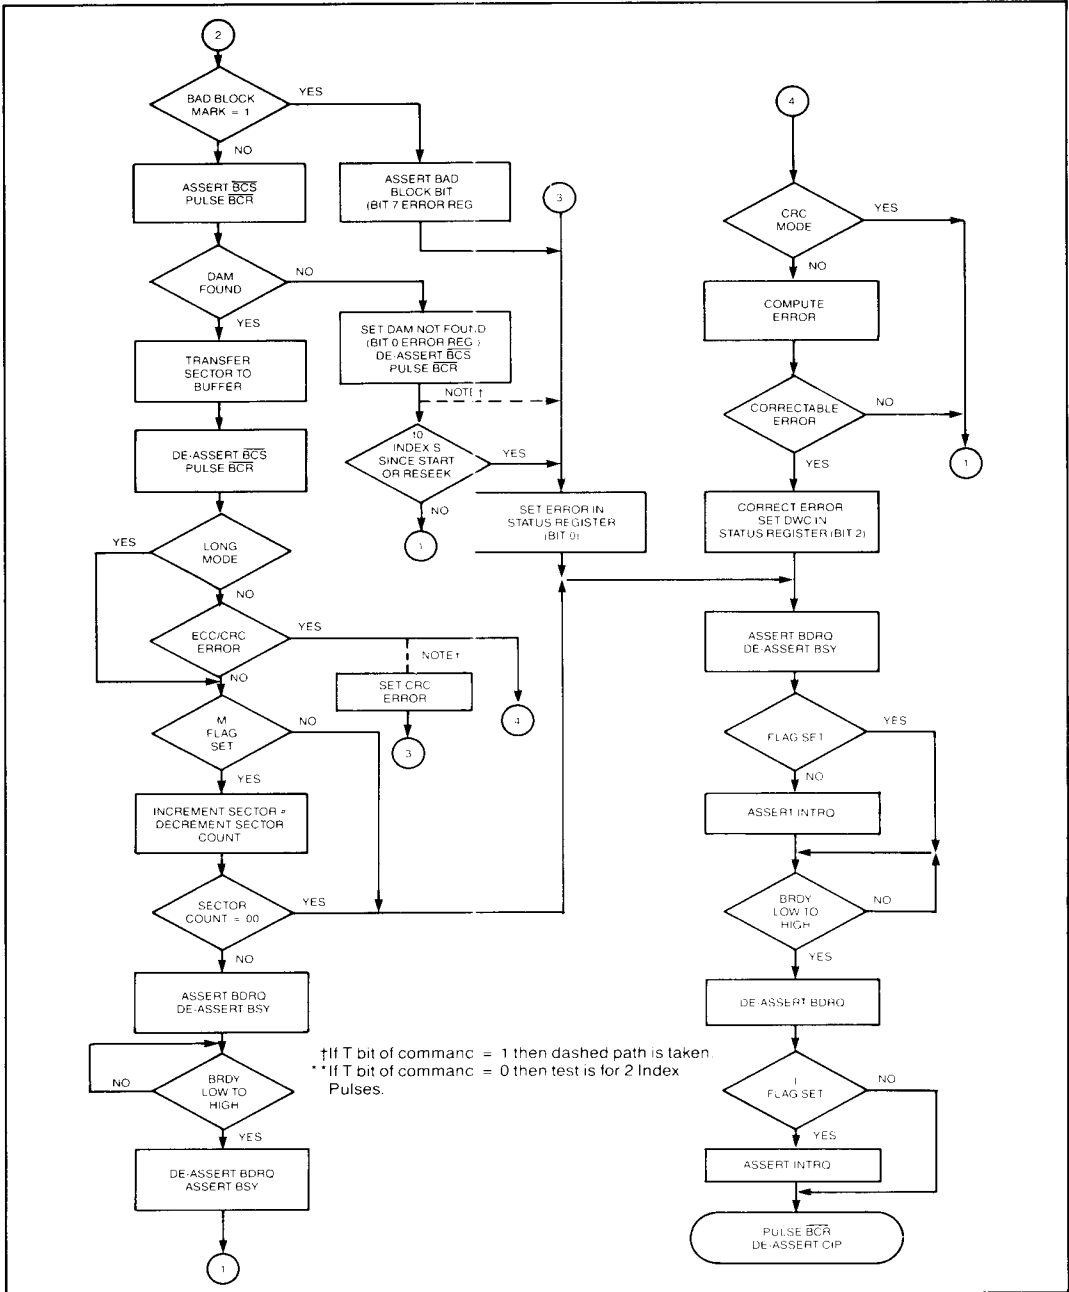 2
BAD BLOCK
MARK = 1
YES
NO
ASSERT BCS
PULSE BCR
ASSERT BAD
BLOCK BIT
(BIT 7 ERROR REG
3
DAM
FOUND
NO
YES
SET DAM NOT FOUND
(BIT 0 ERROR REG )
DE-ASSERT BCS
PULSE BCR
TRANSFER
SECTOR TO
BUFFER
NOTE †
DE-ASSERT BCS
PULSE BCR
10
INDEX S
SINCE START
OR RESEEK
YES
NO
SET ERROR IN
STATUS REGISTER
(BIT 0)
YES
LONG
MODE
NO
ECC/CRC
ERROR
YES
NO
NOTE †
SET CRC
ERROR
3
4
M
FLAG
SET
NO
YES
INCREMENT SECTOR #
DECREMENT SECTOR
COUNT
SECTOR
COUNT = 00
YES
NO
ASSERT BDRQ
DE-ASSERT BSY
BRDY
LOW TO
HIGH
NO
YES
DE-ASSERT BDRQ
ASSERT BSY
1
†If T bit of command = 1 then dashed path is taken.
**If T bit of command = 0 then test is for 2 Index
Pulses.
4
CRC
MODE
YES
NO
COMPUTE
ERROR
CORRECTABLE
ERROR
NO
YES
1
CORRECT ERROR
SET DWC IN
STATUS REGISTER (BIT 2)
ASSERT BDRQ
DE-ASSERT BSY
FLAG SET
YES
NO
ASSERT INTRQ
BRDY
LOW TO
HIGH
NO
YES
DE-ASSERT BDRQ
I
FLAG SET
NO
YES
ASSERT INTRQ
PULSE BCR
DE-ASSERT CIP